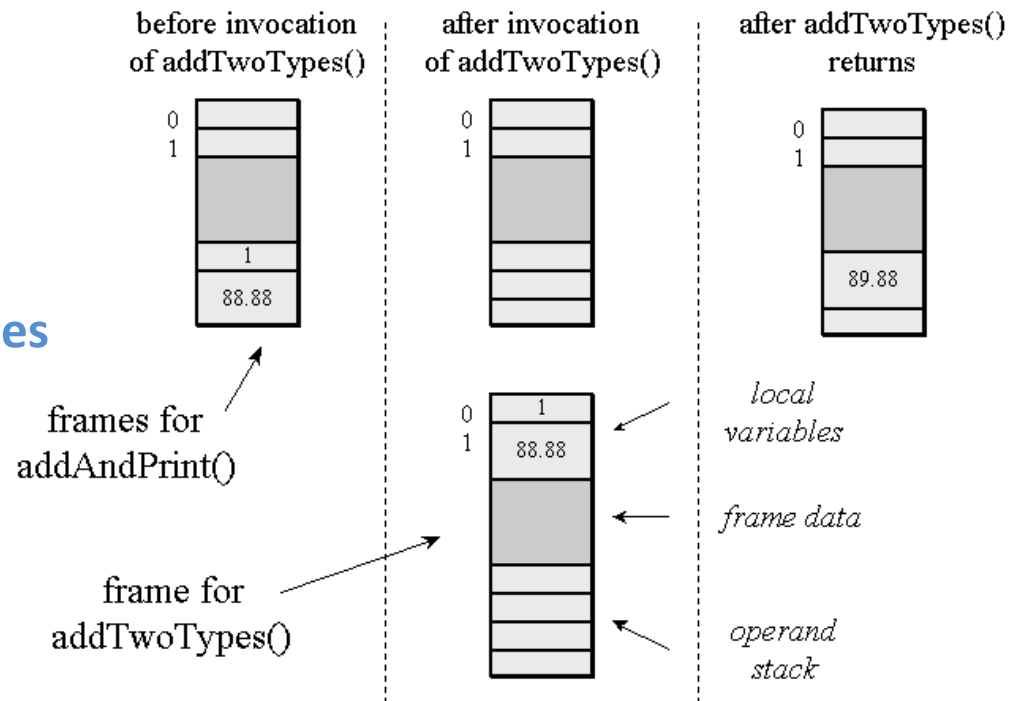 before invocation
of addTwoTypes()
0
1
1
88.88
es
frames for
addAndPrint()
frame for
addTwoTypes()
after invocation
of addTwoTypes()
0
1
0
1
1
88.88
after addTwoTypes()
returns
0
1
89.88
local
variables
frame data
operand
stack